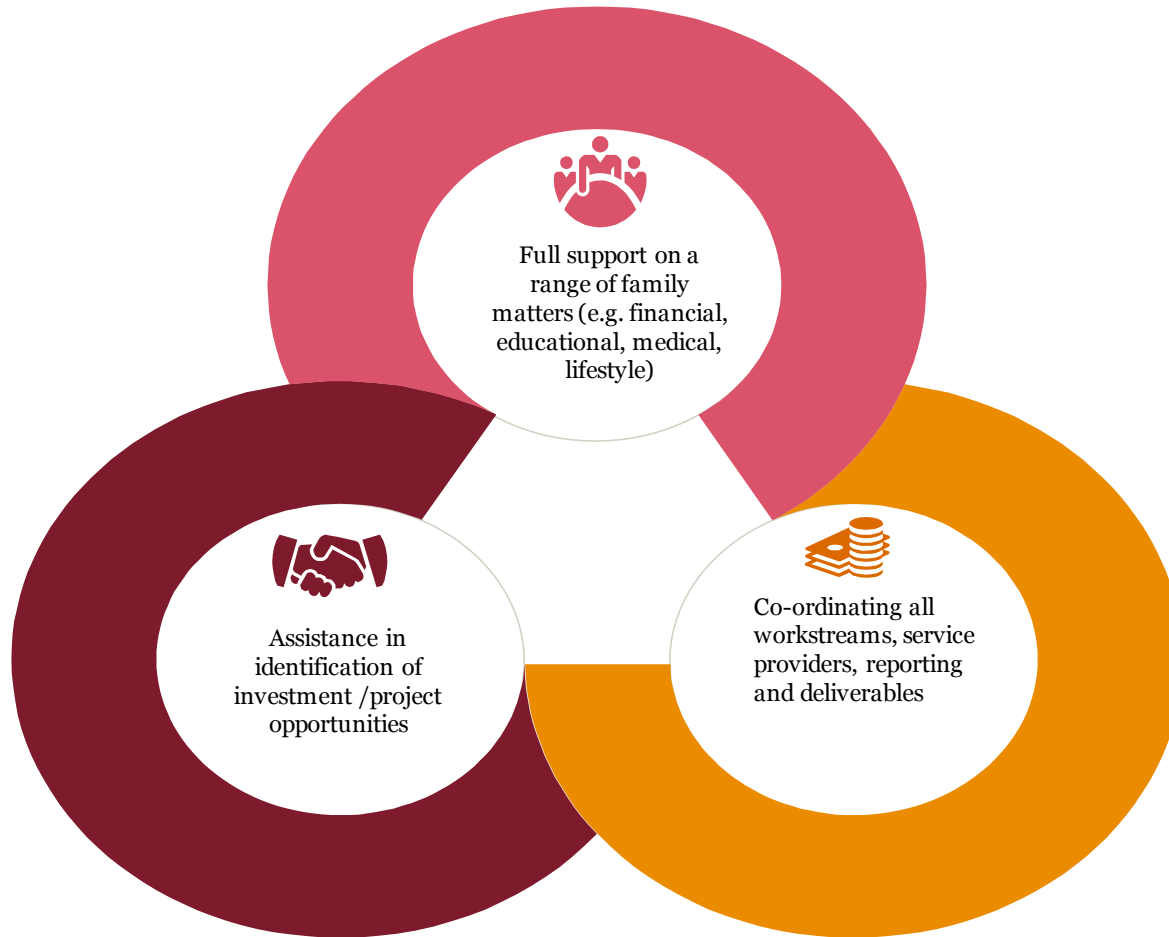 Full support on a
range of family
matters (e.g. financial,
educational, medical,
lifestyle)
Assistance in
identification of
investment /project
opportunities
Co-ordinating all
workstreams, service
providers, reporting
and deliverables